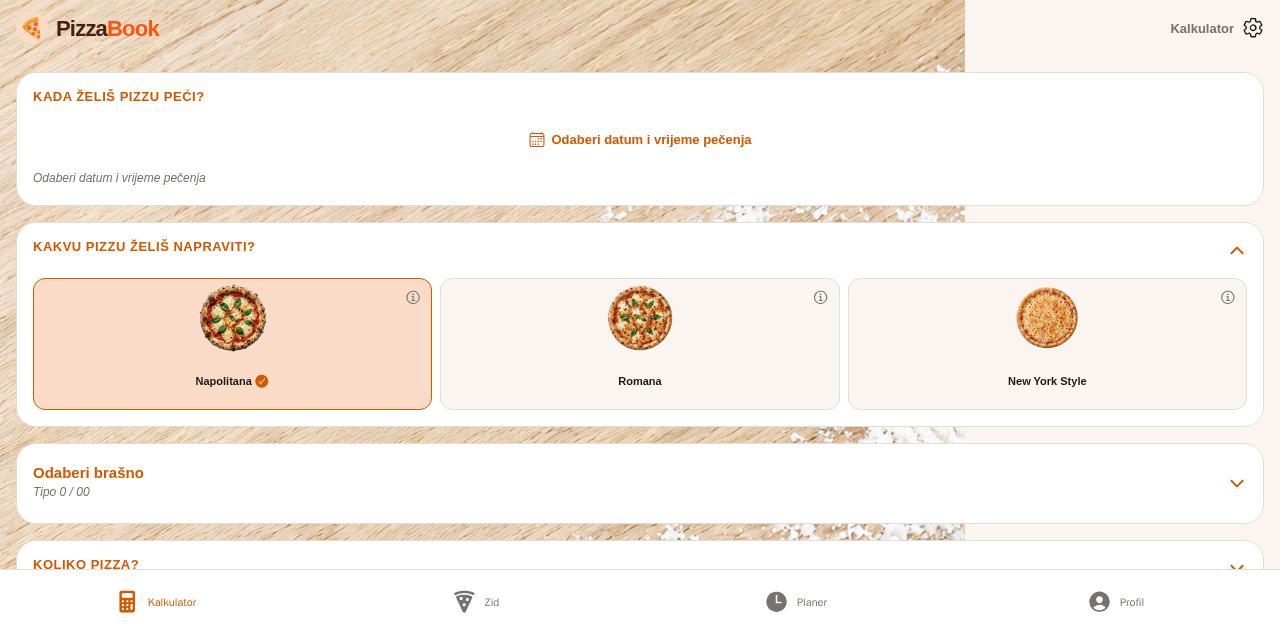 PizzaBook
Kalkulator
KADA ŽELIŠ PIZZU PEĆI?
Odaberi datum i vrijeme pečenja
Odaberi datum i vrijeme pečenja
KAKVU PIZZU ŽELIŠ NAPRAVITI?
Napolitana
Romana
New York Style
Odaberi brašno
Tipo 0 / 00
KOLIKO PIZZA?
Kalkulator
Zid
Planer
Profil